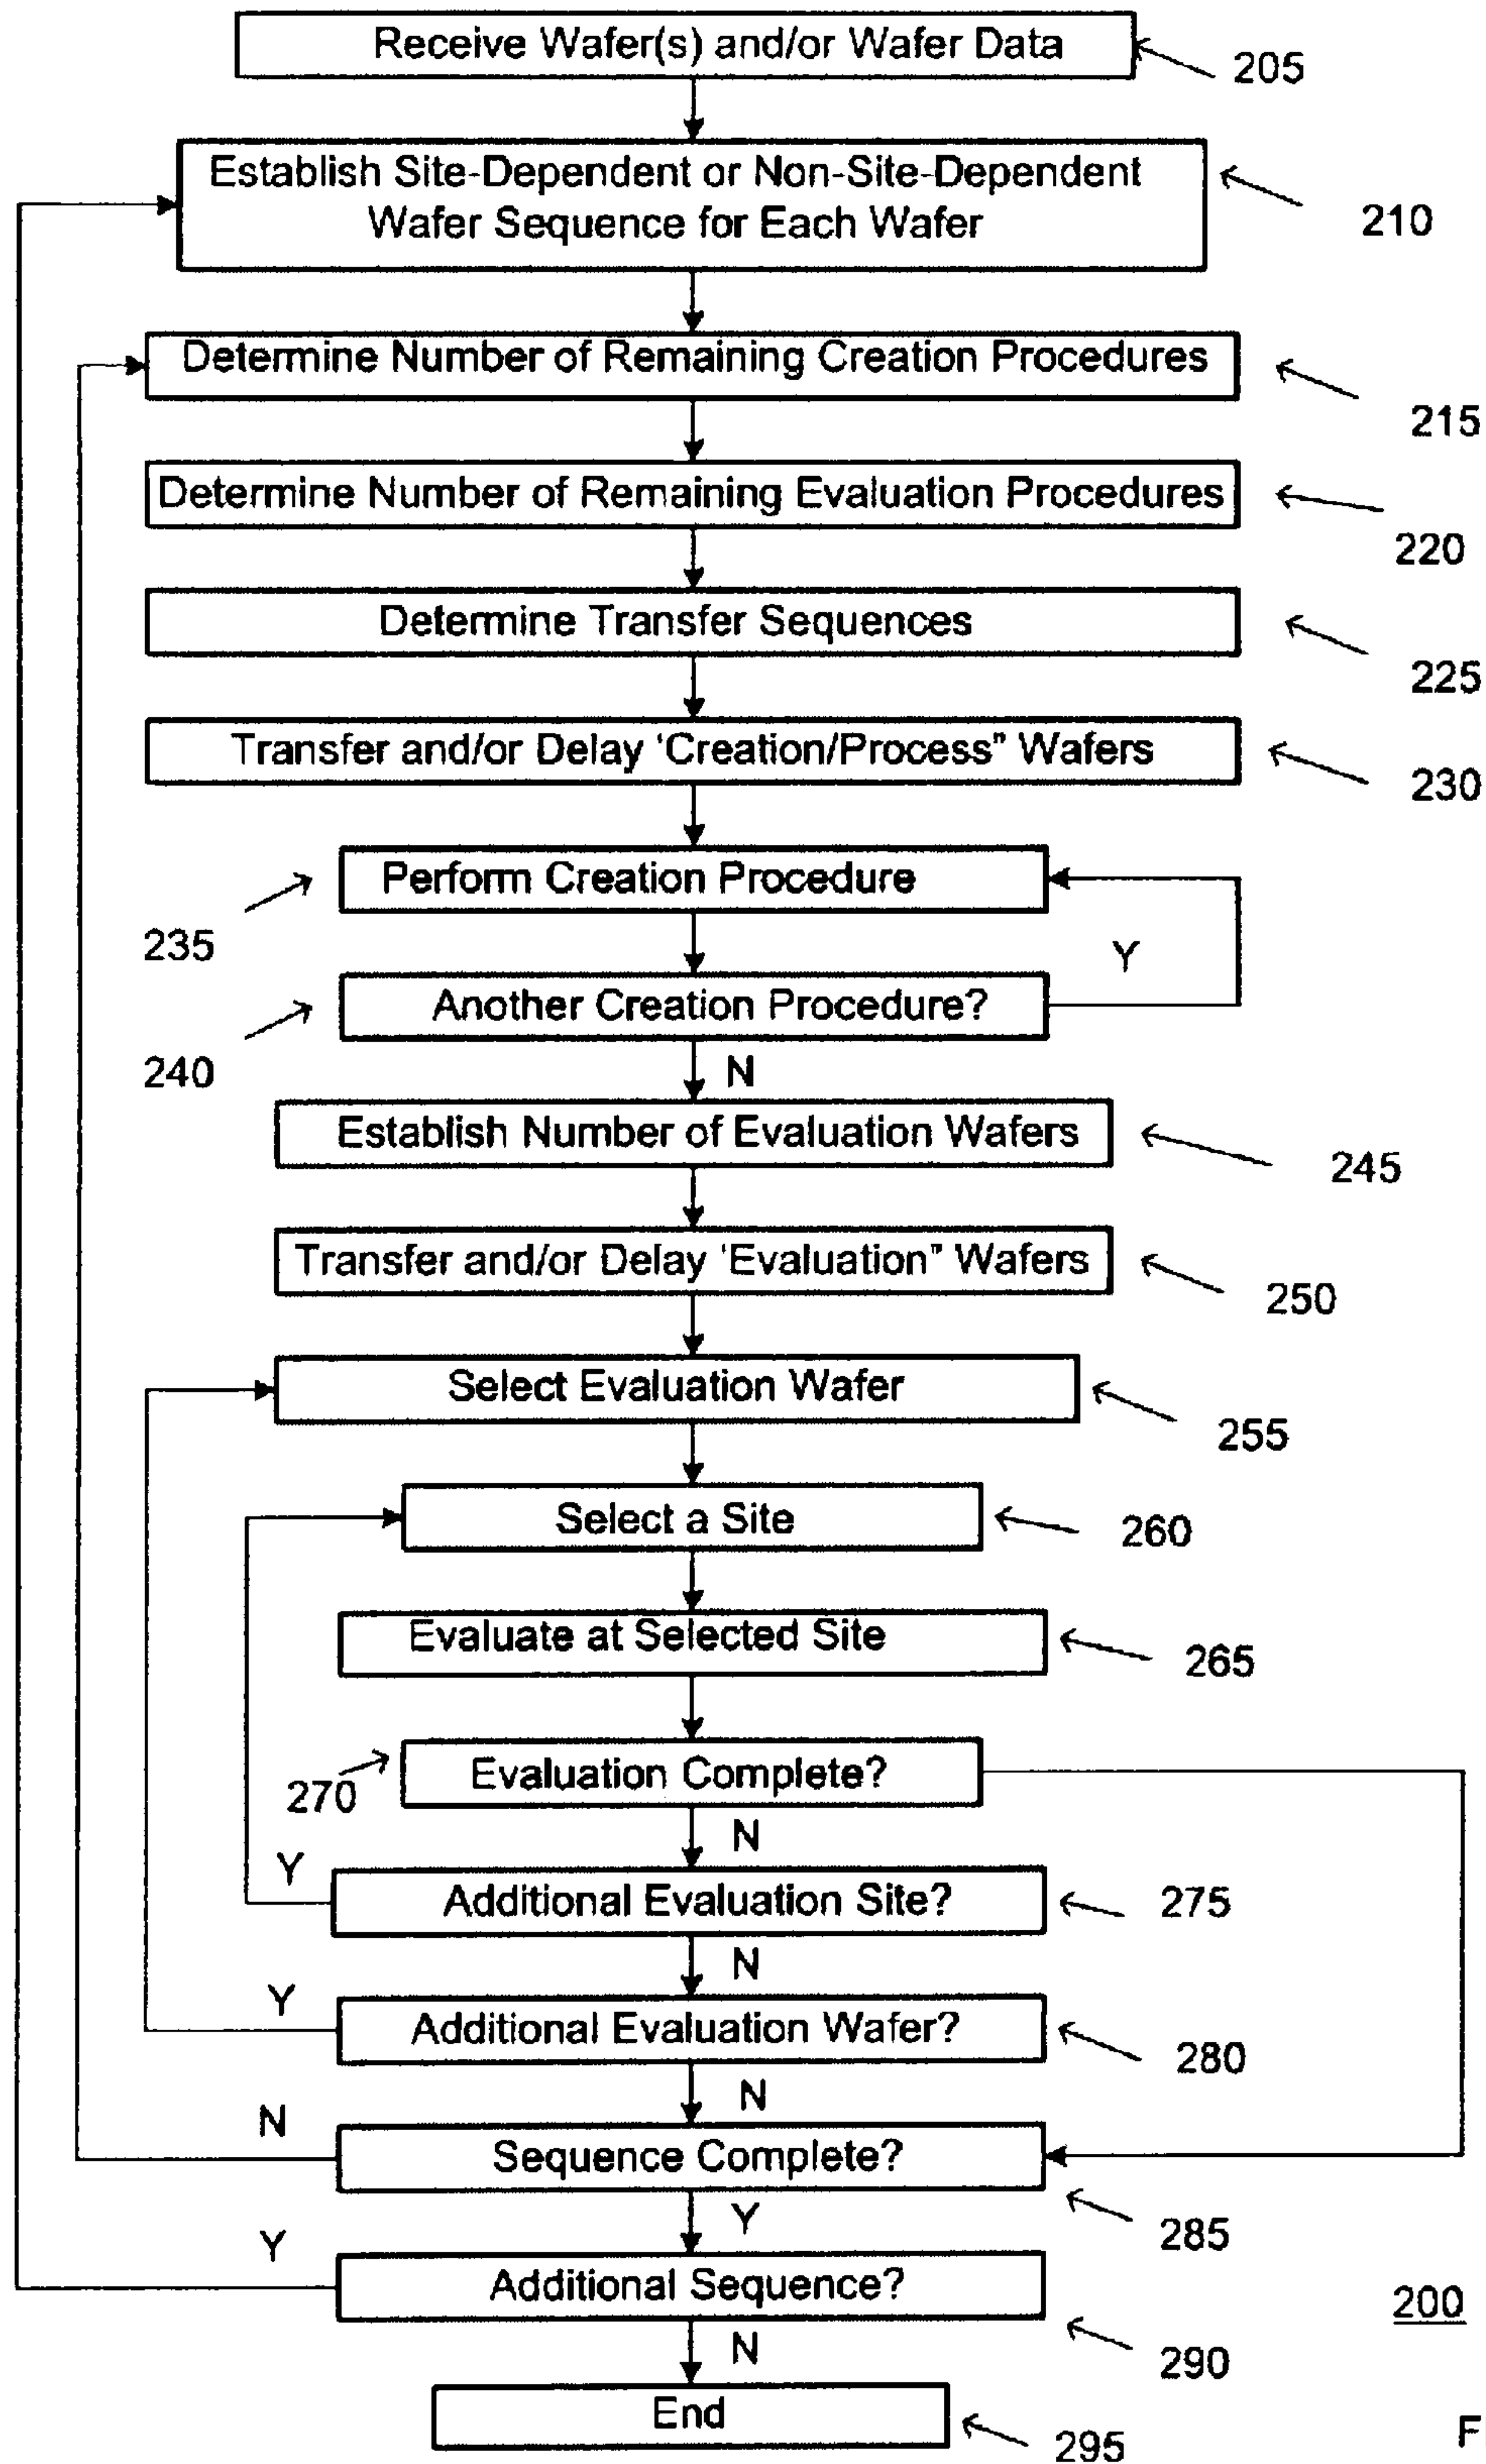 Receive Wafer(s) and/or Wafer Data
205
Establish Site-Dependent or Non-Site-Dependent
Wafer Sequence for Each Wafer
210
Determine Number of Remaining Creation Procedures
215
Determine Number of Remaining Evaluation Procedures
220
Determine Transfer Sequences
225
Transfer and/or Delay 'Creation/Process" Wafers
230
Perform Creation Procedure
235
Y
Another Creation Procedure?
240
N
Establish Number of Evaluation Wafers
245
Transfer and/or Delay 'Evaluation" Wafers
250
Select Evaluation Wafer
255
Select a Site
260
Evaluate at Selected Site
265
Evaluation Complete?
270
N
Y
Additional Evaluation Site?
275
N
Y
Additional Evaluation Wafer?
280
N
N
Sequence Complete?
285
Y
Y
Additional Sequence?
290
200
N
End
295